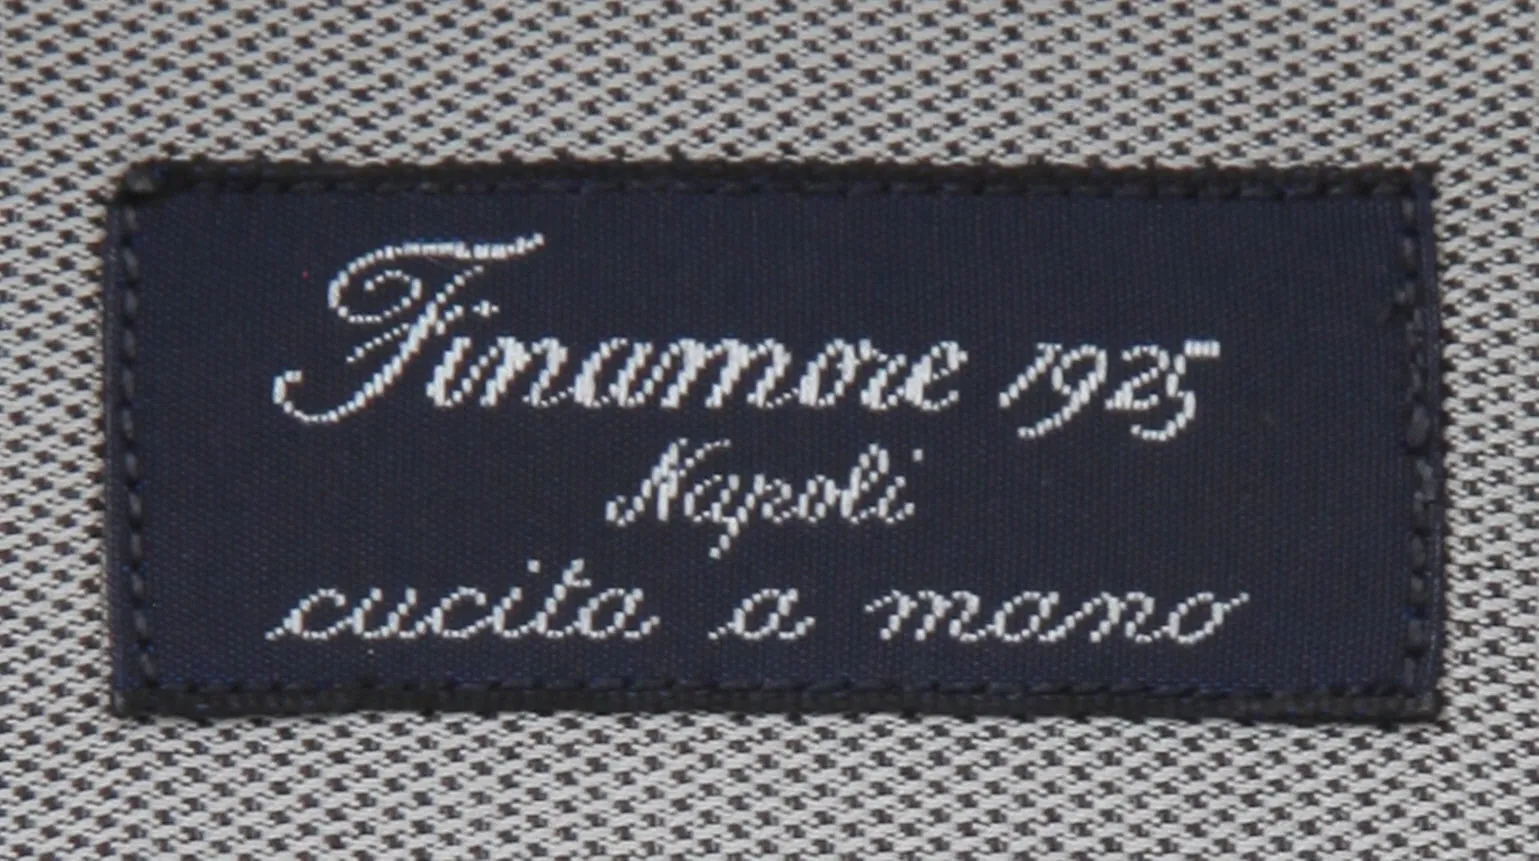 Finamore 1925
Napoli
cucita a mano